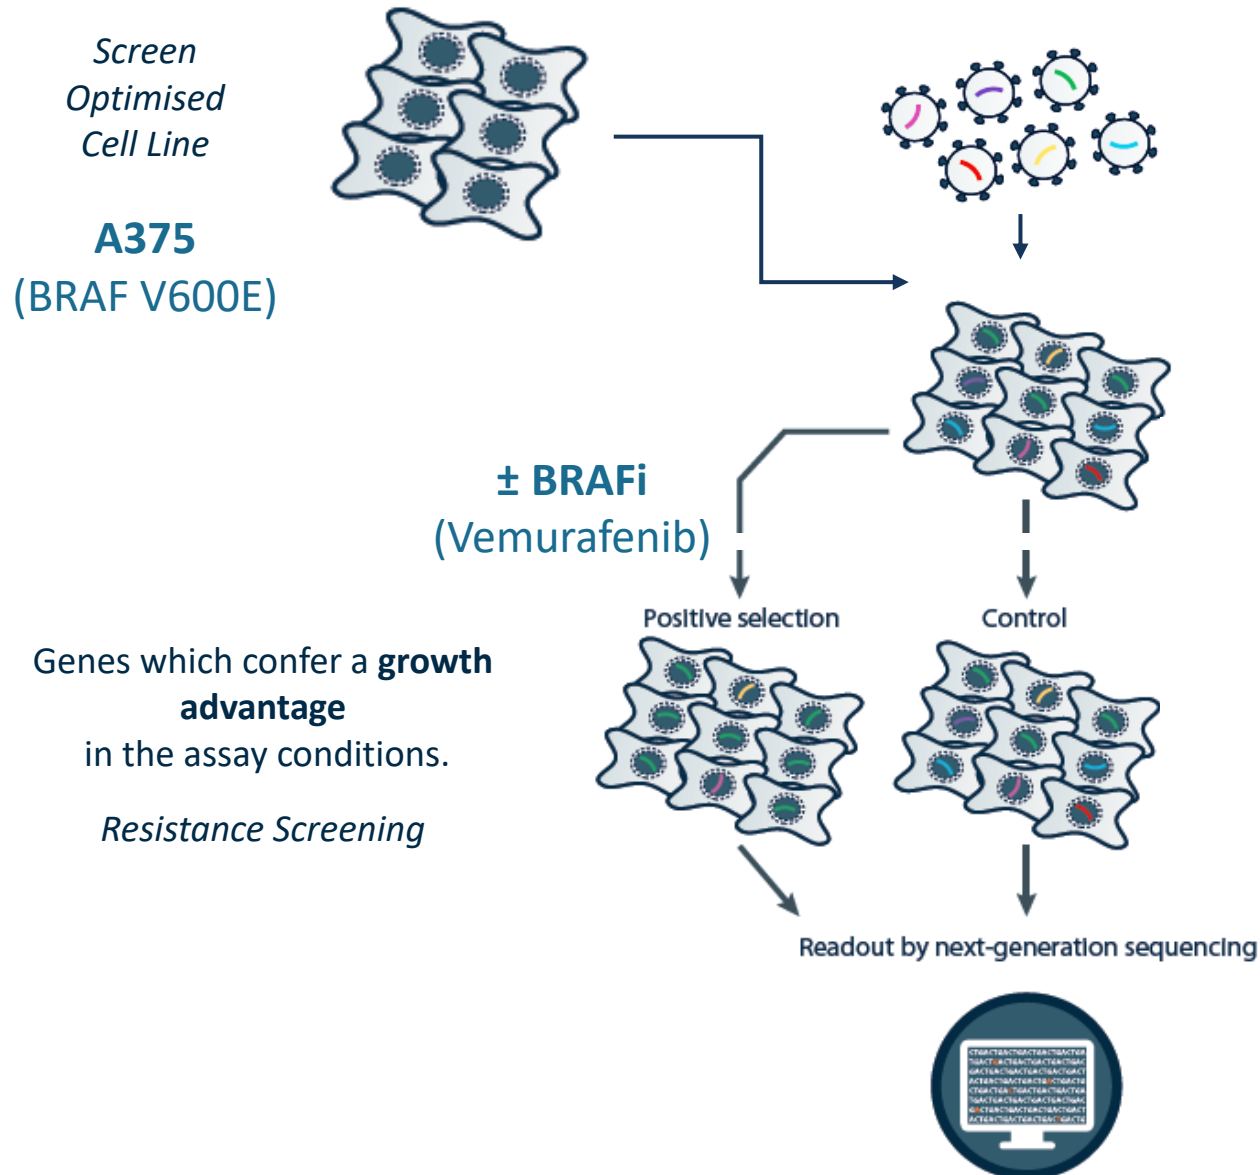 Screen
Optimised
Cell Line
A375
(BRAF V600E)
± BRAFi
(Vemurafenib)
Positive selection
Control
Genes which confer a growth
advantage
in the assay conditions.
Resistance Screening
Readout by next-generation sequencing